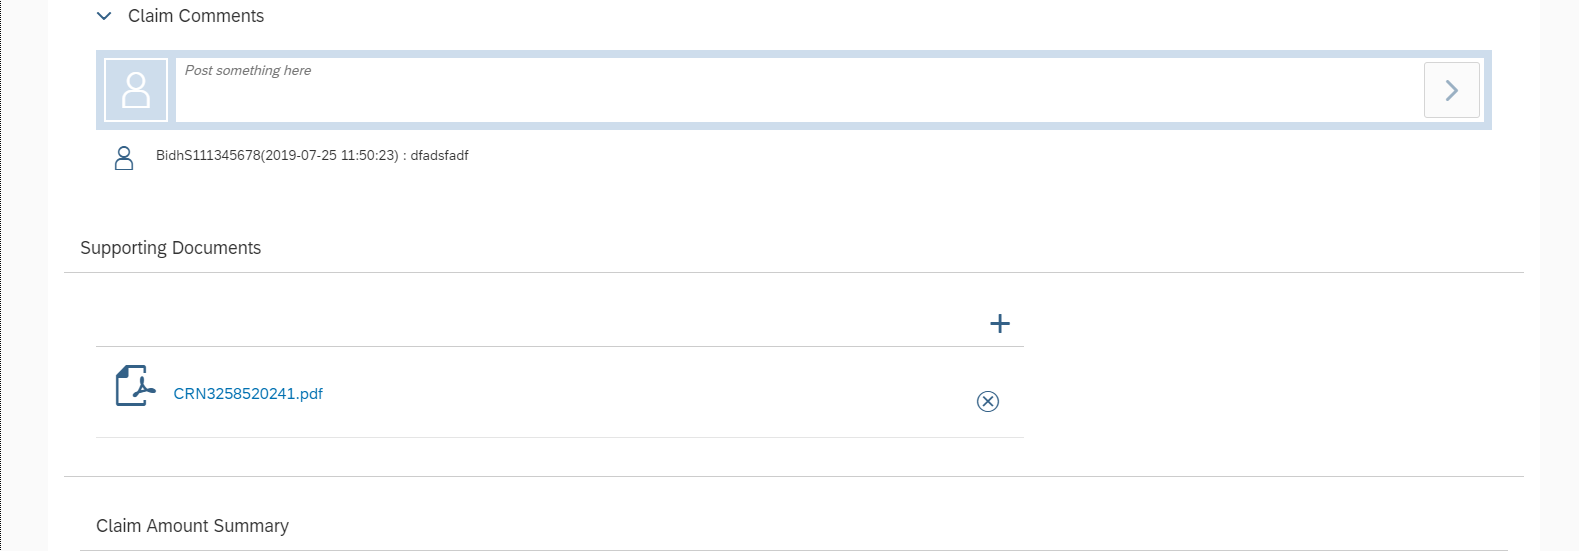 Claim Comments
Post something here
BidhS111345678(2019-07-25 11:50:23) : dfadsfadf
Supporting Documents
CRN3258520241.pdf
Claim Amount Summary